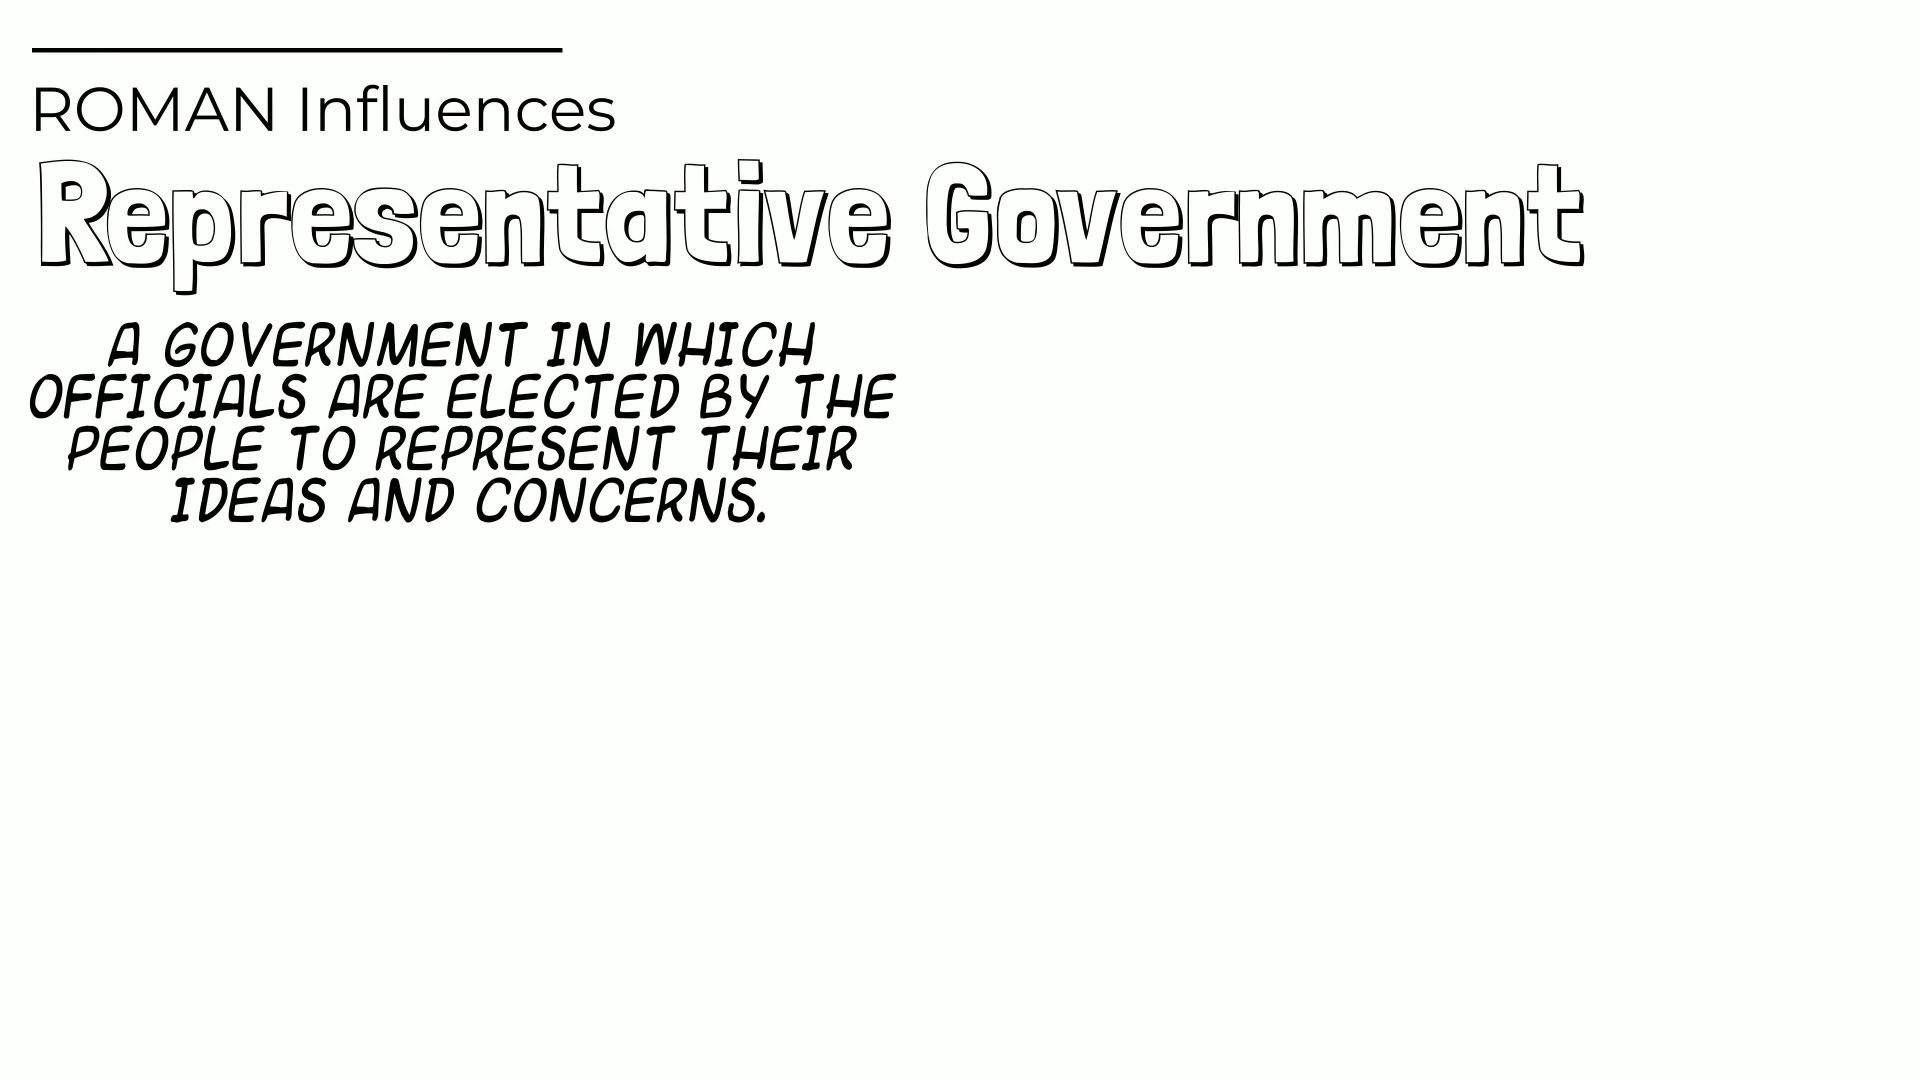 ROMAN Influences
Representative Government
A GOVERNMENT IN WHICH
OFFICIALS ARE ELECTED BY THE
PEOPLE TO REPRESENT THEIR
IDEAS AND CONCERNS.